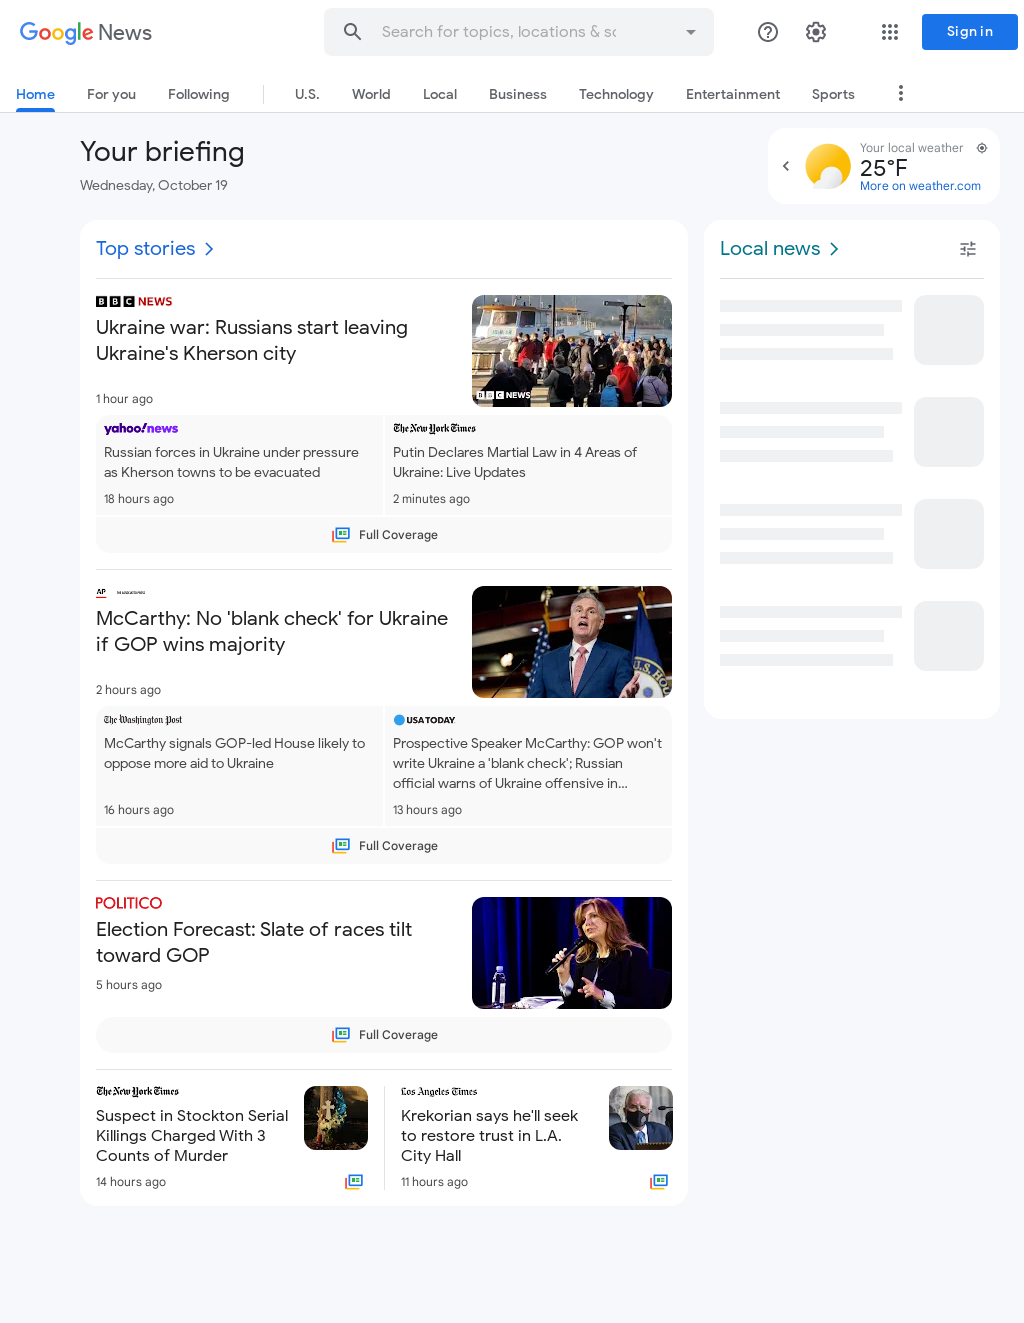 Google News
Search for topics, locations & so
Sign in
Home
For you
Following
U.S.
World
Local
Business
Technology
Entertainment
Sports
Your briefing
Wednesday, October 19
Your local weather
25°F
More on weather.com
Top stories
BBC NEWS
Ukraine war: Russians start leaving
Ukraine's Kherson city
1 hour ago
BBC NEWS
yahoo!news
Russian forces in Ukraine under pressure
as Kherson towns to be evacuated
18 hours ago
The New York Times
Putin Declares Martial Law in 4 Areas of
Ukraine: Live Updates
2 minutes ago
Full Coverage
AP
McCarthy: No 'blank check' for Ukraine
if GOP wins majority
2 hours ago
U.S. HOUS
The Washington Post
McCarthy signals GOP-led House likely to
oppose more aid to Ukraine
16 hours ago
USA TODAY
Prospective Speaker McCarthy: GOP won't
write Ukraine a 'blank check'; Russian
official warns of Ukraine offensive in...
13 hours ago
Full Coverage
POLITICO
Election Forecast: Slate of races tilt
toward GOP
5 hours ago
Full Coverage
The New York Times
Suspect in Stockton Serial
Killings Charged With 3
Counts of Murder
14 hours ago
Los Angeles Times
Krekorian says he'll seek
to restore trust in L.A.
City Hall
11 hours ago
Local news